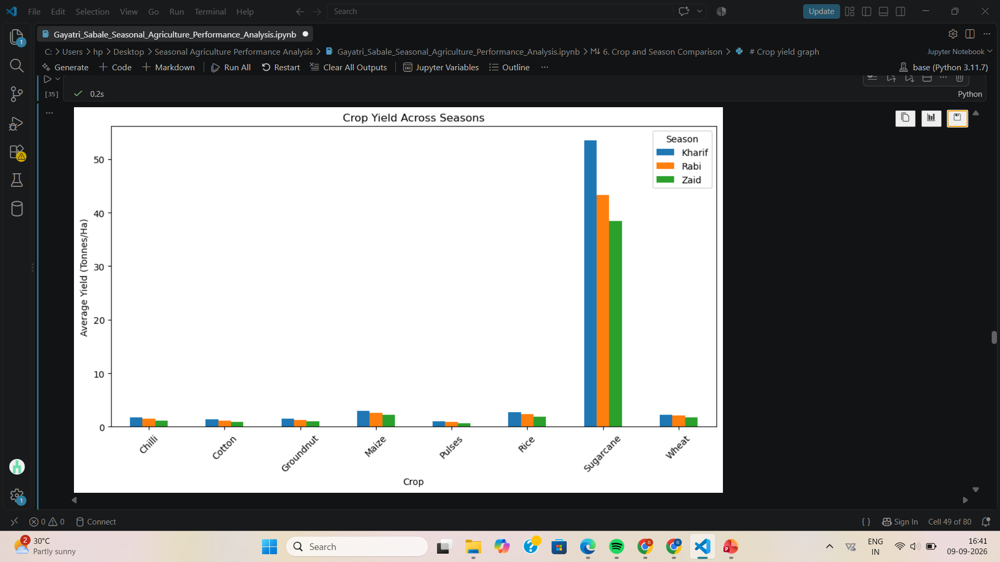 File Edit Selection View Go Run Terminal Help Search Update
Gayatri_Sabale_Seasonal_Agriculture_Performance_Analysis.ipynb
1
C: > Users > hp > Desktop > Seasonal Agriculture Performance Analysis > Gayatri_Sabale_Seasonal_Agriculture_Performance_Analysis.ipynb > M↓ 6. Crop and Season Comparison > # Crop yield graph
Jupyter Notebook
Generate + Code + Markdown Run All Restart Clear All Outputs Jupyter Variables Outline ... base (Python 3.11.7)
[35] 0.2s Python
Crop Yield Across Seasons
Season
Kharif
Rabi
Zaid
Average Yield (Tonnes/Ha)
50
40
30
20
10
0
Chilli Cotton Groundnut Maize Pulses Rice Sugarcane Wheat
Crop
1
0 0 Connect { } Sign In Cell 49 of 80
2 30°C
Partly sunny
Search
ENG
IN
16:41
09-09-2026